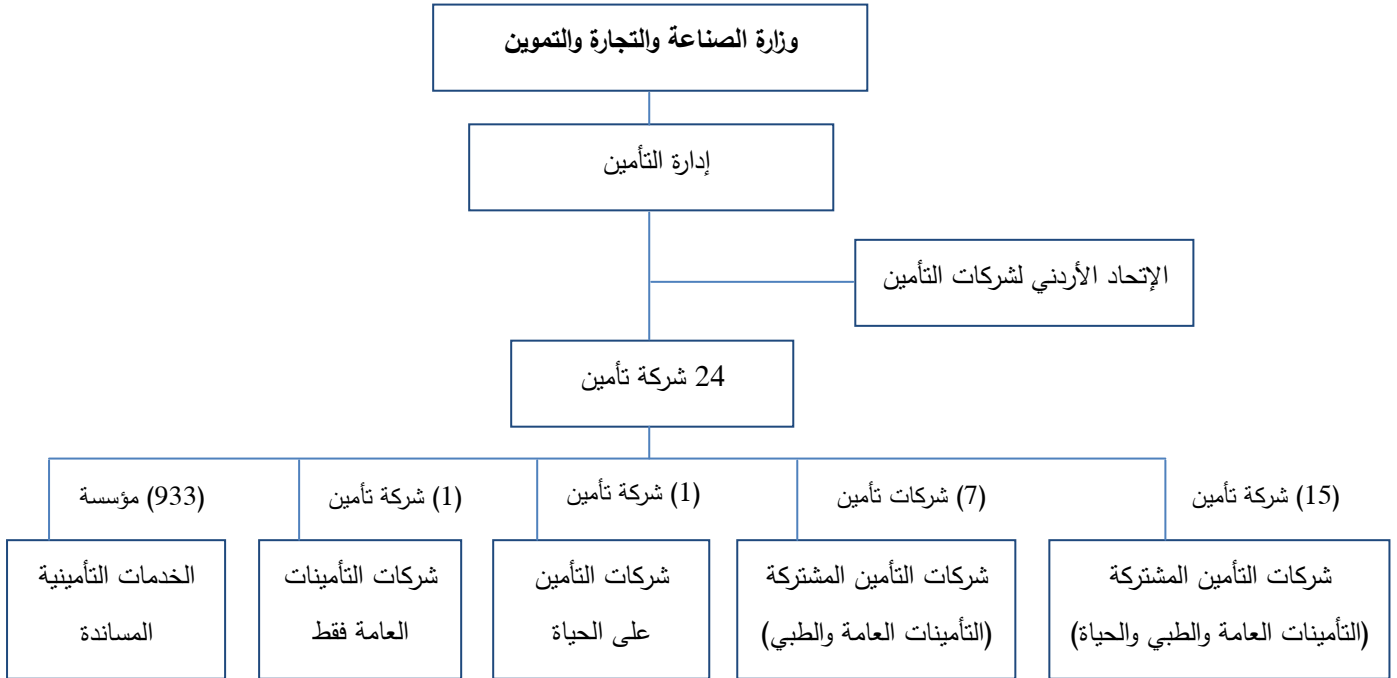 وزارة الصناعة والتجارة والتموين
إدارة التأمين
الإتحاد الأردني لشركات التأمين
24 شركة تأمين
(15) شركة تأمين
(7) شركات تأمين
(1) شركة تأمين
(1) شركة تأمين
(933) مؤسسة
شركات التأمين المشتركة
(التأمينات العامة والطبي والحياة)
شركات التأمين المشتركة
(التأمينات العامة والطبي)
شركات التأمين
على الحياة
شركات التأمينات
العامة فقط
الخدمات التأمينية
المساندة